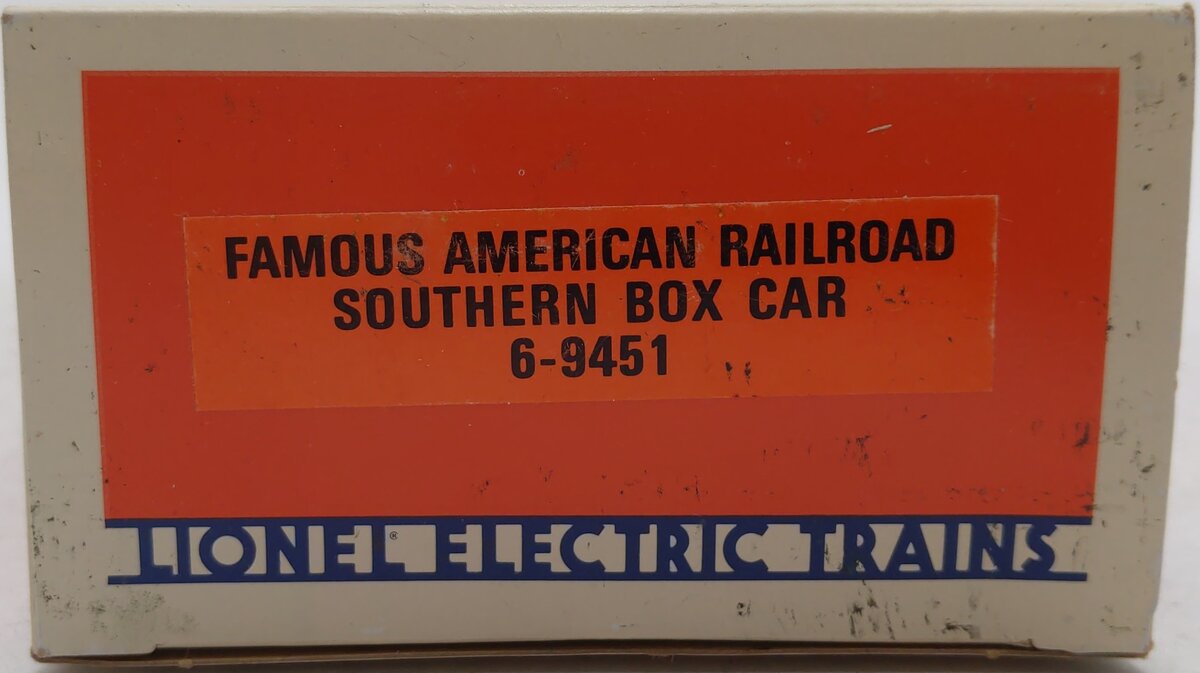 FAMOUS AMERICAN RAILROAD
SOUTHERN BOX CAR
6-9451
LIONEL® ELECTRIC TRAINS